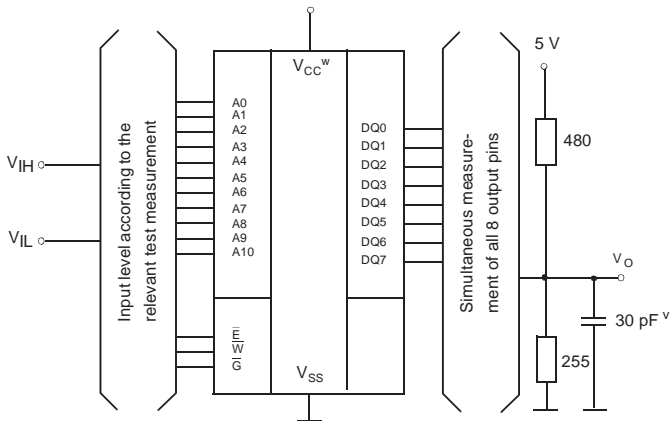 V_IH
V_IL
Input level according to the
relevant test measurement
V_CC^w
A0
A1
A2
A3
A4
A5
A6
A7
A8
A9
A10
E̅
W̅
G̅
V_SS
DQ0
DQ1
DQ2
DQ3
DQ4
DQ5
DQ6
DQ7
Simultaneous measure-
ment of all 8 output pins
5 V
480
V_O
30 pF^v
255